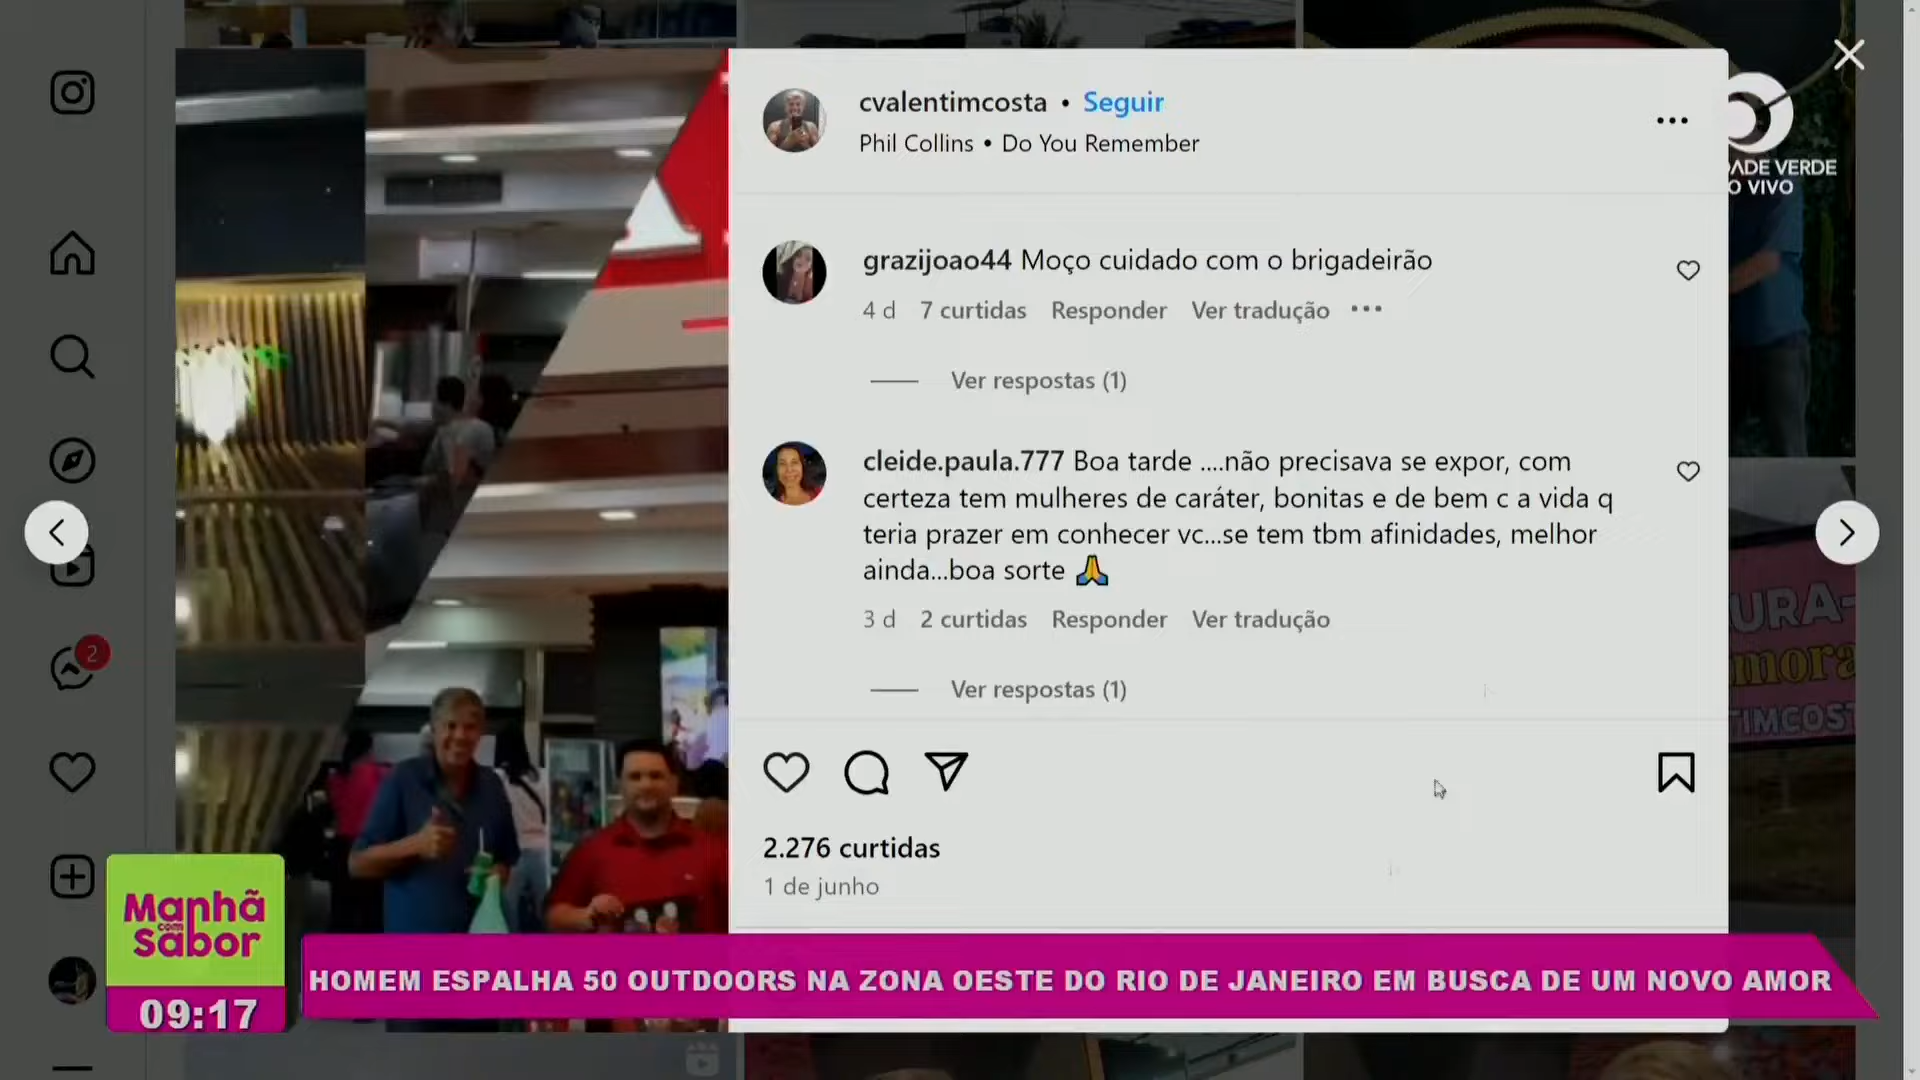 cvalentimcosta • Seguir
Phil Collins • Do You Remember
ADE VERDE
O VIVO
grazijoao44 Moço cuidado com o brigadeirão
4 d 7 curtidas Responder Ver tradução
Ver respostas (1)
cleide.paula.777 Boa tarde ....não precisava se expor, com
certeza tem mulheres de caráter, bonitas e de bem c a vida q
teria prazer em conhecer vc...se tem tbm afinidades, melhor
ainda...boa sorte 🙏
3 d 2 curtidas Responder Ver tradução
Ver respostas (1)
URA-
mora
TIMCOST
2
2.276 curtidas
1 de junho
Manhã
com
Sabor
09:17
HOMEM ESPALHA 50 OUTDOORS NA ZONA OESTE DO RIO DE JANEIRO EM BUSCA DE UM NOVO AMOR